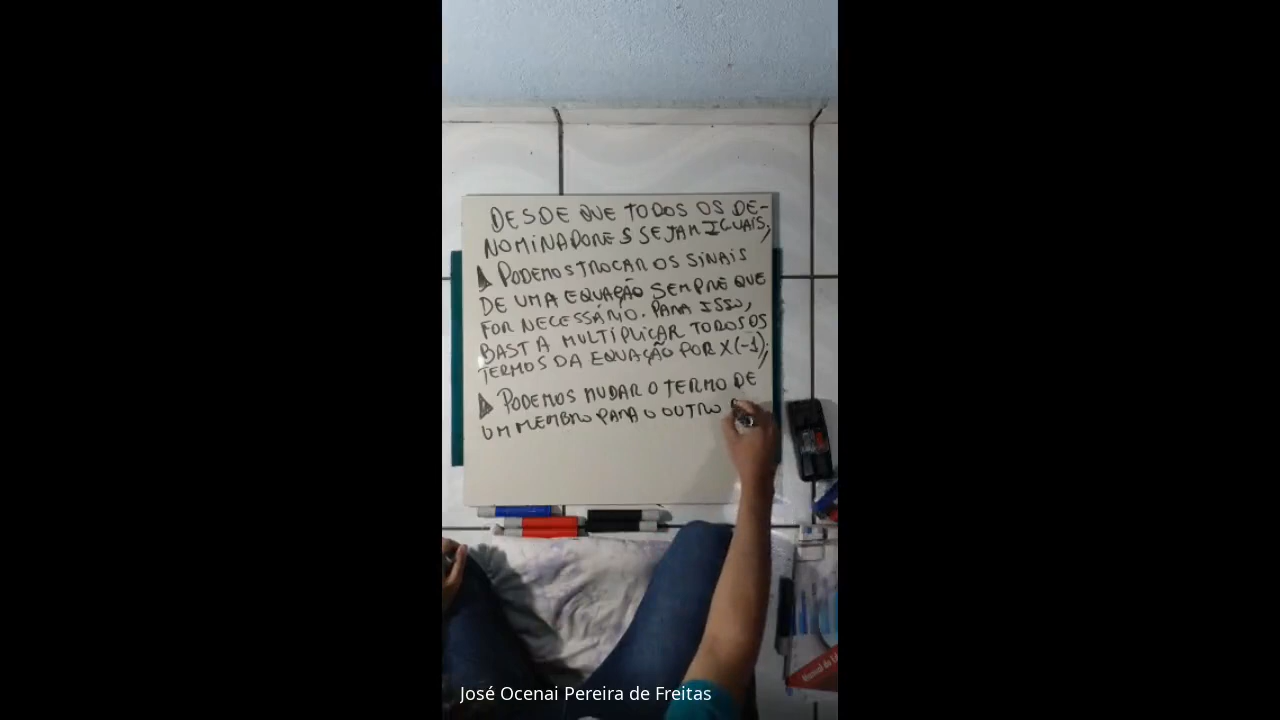 DESDE QUE TODOS OS DE-
NOMINADORES SEJAM IGUAIS;
PODEMOS TROCAR OS SINAIS
DE UMA EQUAÇÃO SEMPRE QUE
FOR NECESSÁRIO. PARA ISSO,
BASTA MULTIPLICAR TODOS OS
TERMOS DA EQUAÇÃO POR X(-1);
PODEMOS MUDAR O TERMO DE
UM MEMBRO PARA O OUTRO
José Ocenai Pereira de Freitas